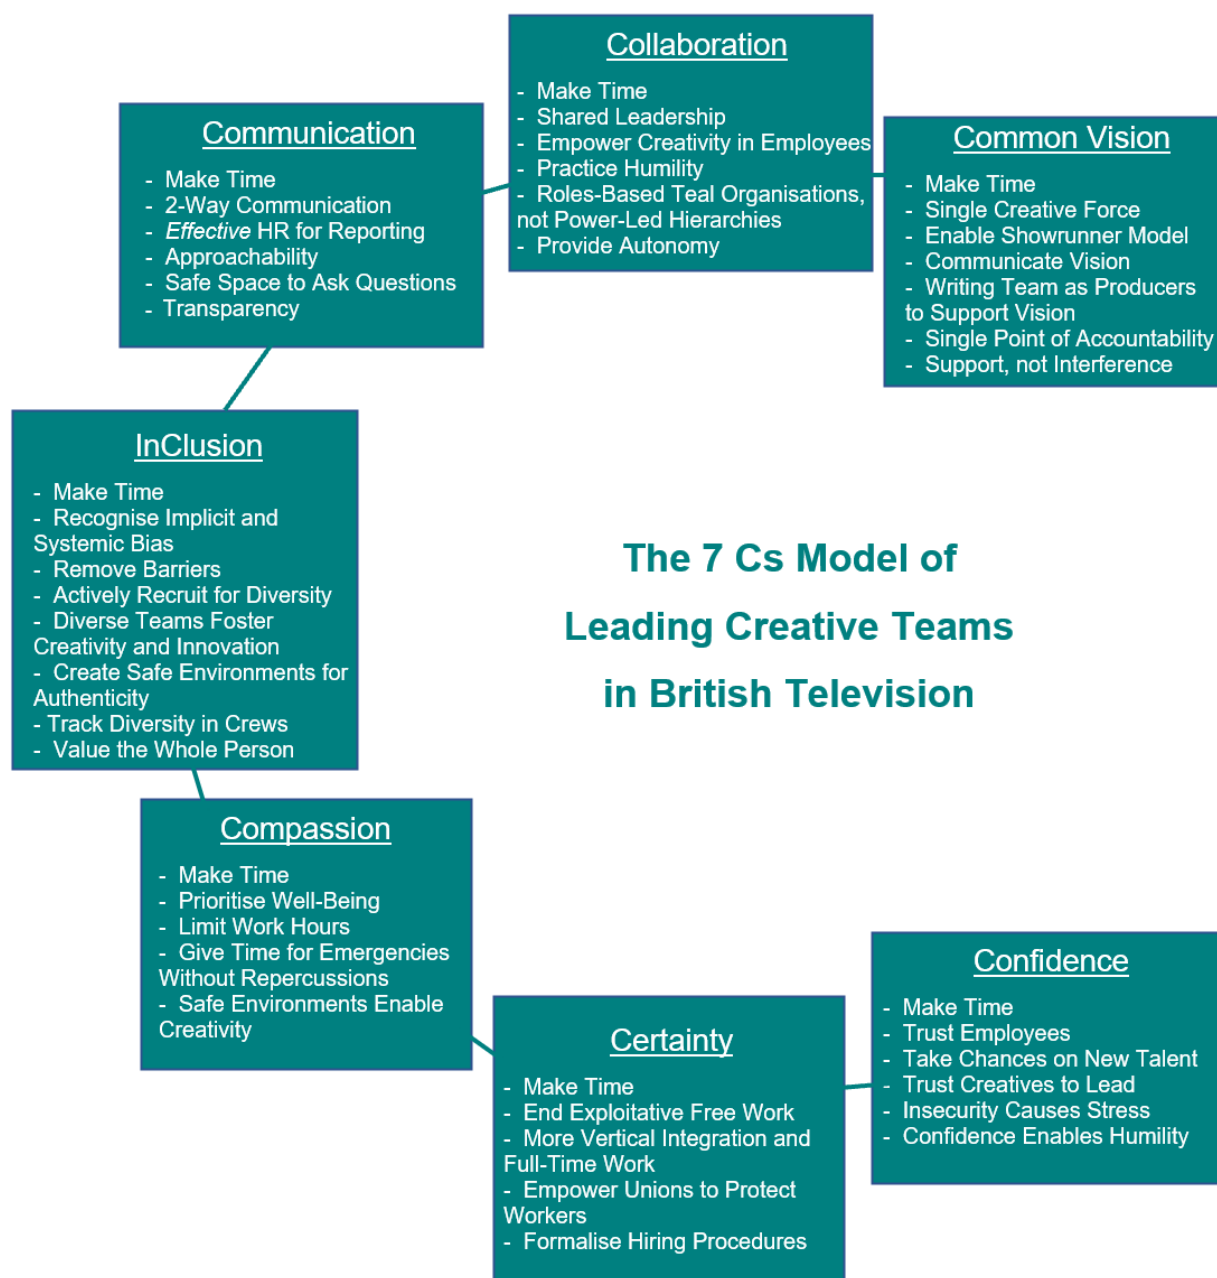 Collaboration
- Make Time
- Shared Leadership
- Empower Creativity in Employees
- Practice Humility
- Roles-Based Teal Organisations,
not Power-Led Hierarchies
- Provide Autonomy
Communication
- Make Time
- 2-Way Communication
- Effective HR for Reporting
- Approachability
- Safe Space to Ask Questions
- Transparency
Common Vision
- Make Time
- Single Creative Force
- Enable Showrunner Model
- Communicate Vision
- Writing Team as Producers
to Support Vision
- Single Point of Accountability
- Support, not Interference
InClusion
- Make Time
- Recognise Implicit and
Systemic Bias
- Remove Barriers
- Actively Recruit for Diversity
- Diverse Teams Foster
Creativity and Innovation
- Create Safe Environments for
Authenticity
- Track Diversity in Crews
- Value the Whole Person
The 7 Cs Model of
Leading Creative Teams
in British Television
Compassion
- Make Time
- Prioritise Well-Being
- Limit Work Hours
- Give Time for Emergencies
Without Repercussions
- Safe Environments Enable
Creativity
Certainty
- Make Time
- End Exploitative Free Work
- More Vertical Integration and
Full-Time Work
- Empower Unions to Protect
Workers
- Formalise Hiring Procedures
Confidence
- Make Time
- Trust Employees
- Take Chances on New Talent
- Trust Creatives to Lead
- Insecurity Causes Stress
- Confidence Enables Humility